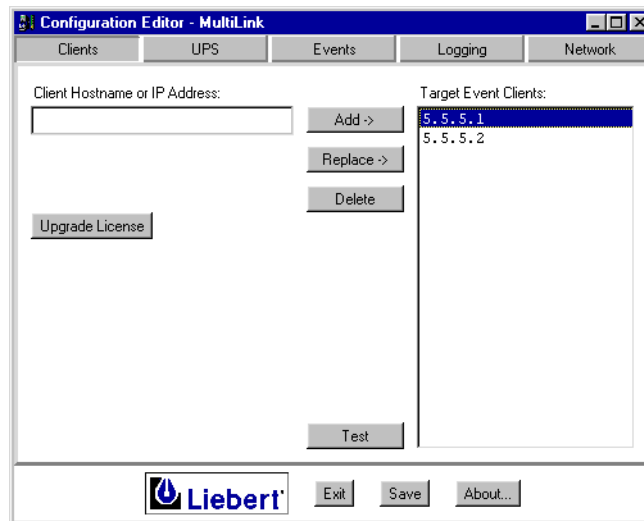 Configuration Editor - MultiLink
Clients UPS Events Logging Network
Client Hostname or IP Address:
Target Event Clients:
Add ->
5.5.5.1
5.5.5.2
Replace ->
Delete
Upgrade License
Test
Liebert
Exit Save About...